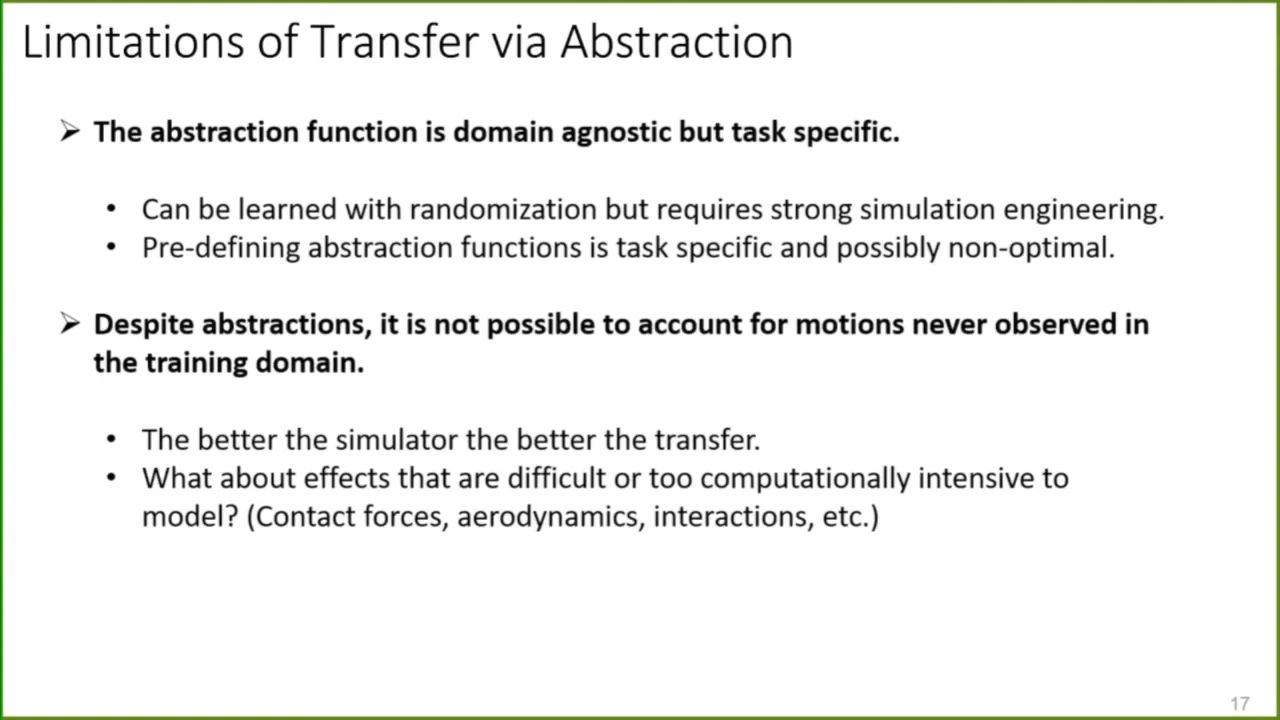 Limitations of Transfer via Abstraction
➢ The abstraction function is domain agnostic but task specific.
• Can be learned with randomization but requires strong simulation engineering.
• Pre-defining abstraction functions is task specific and possibly non-optimal.
➢ Despite abstractions, it is not possible to account for motions never observed in
the training domain.
• The better the simulator the better the transfer.
• What about effects that are difficult or too computationally intensive to
model? (Contact forces, aerodynamics, interactions, etc.)
17